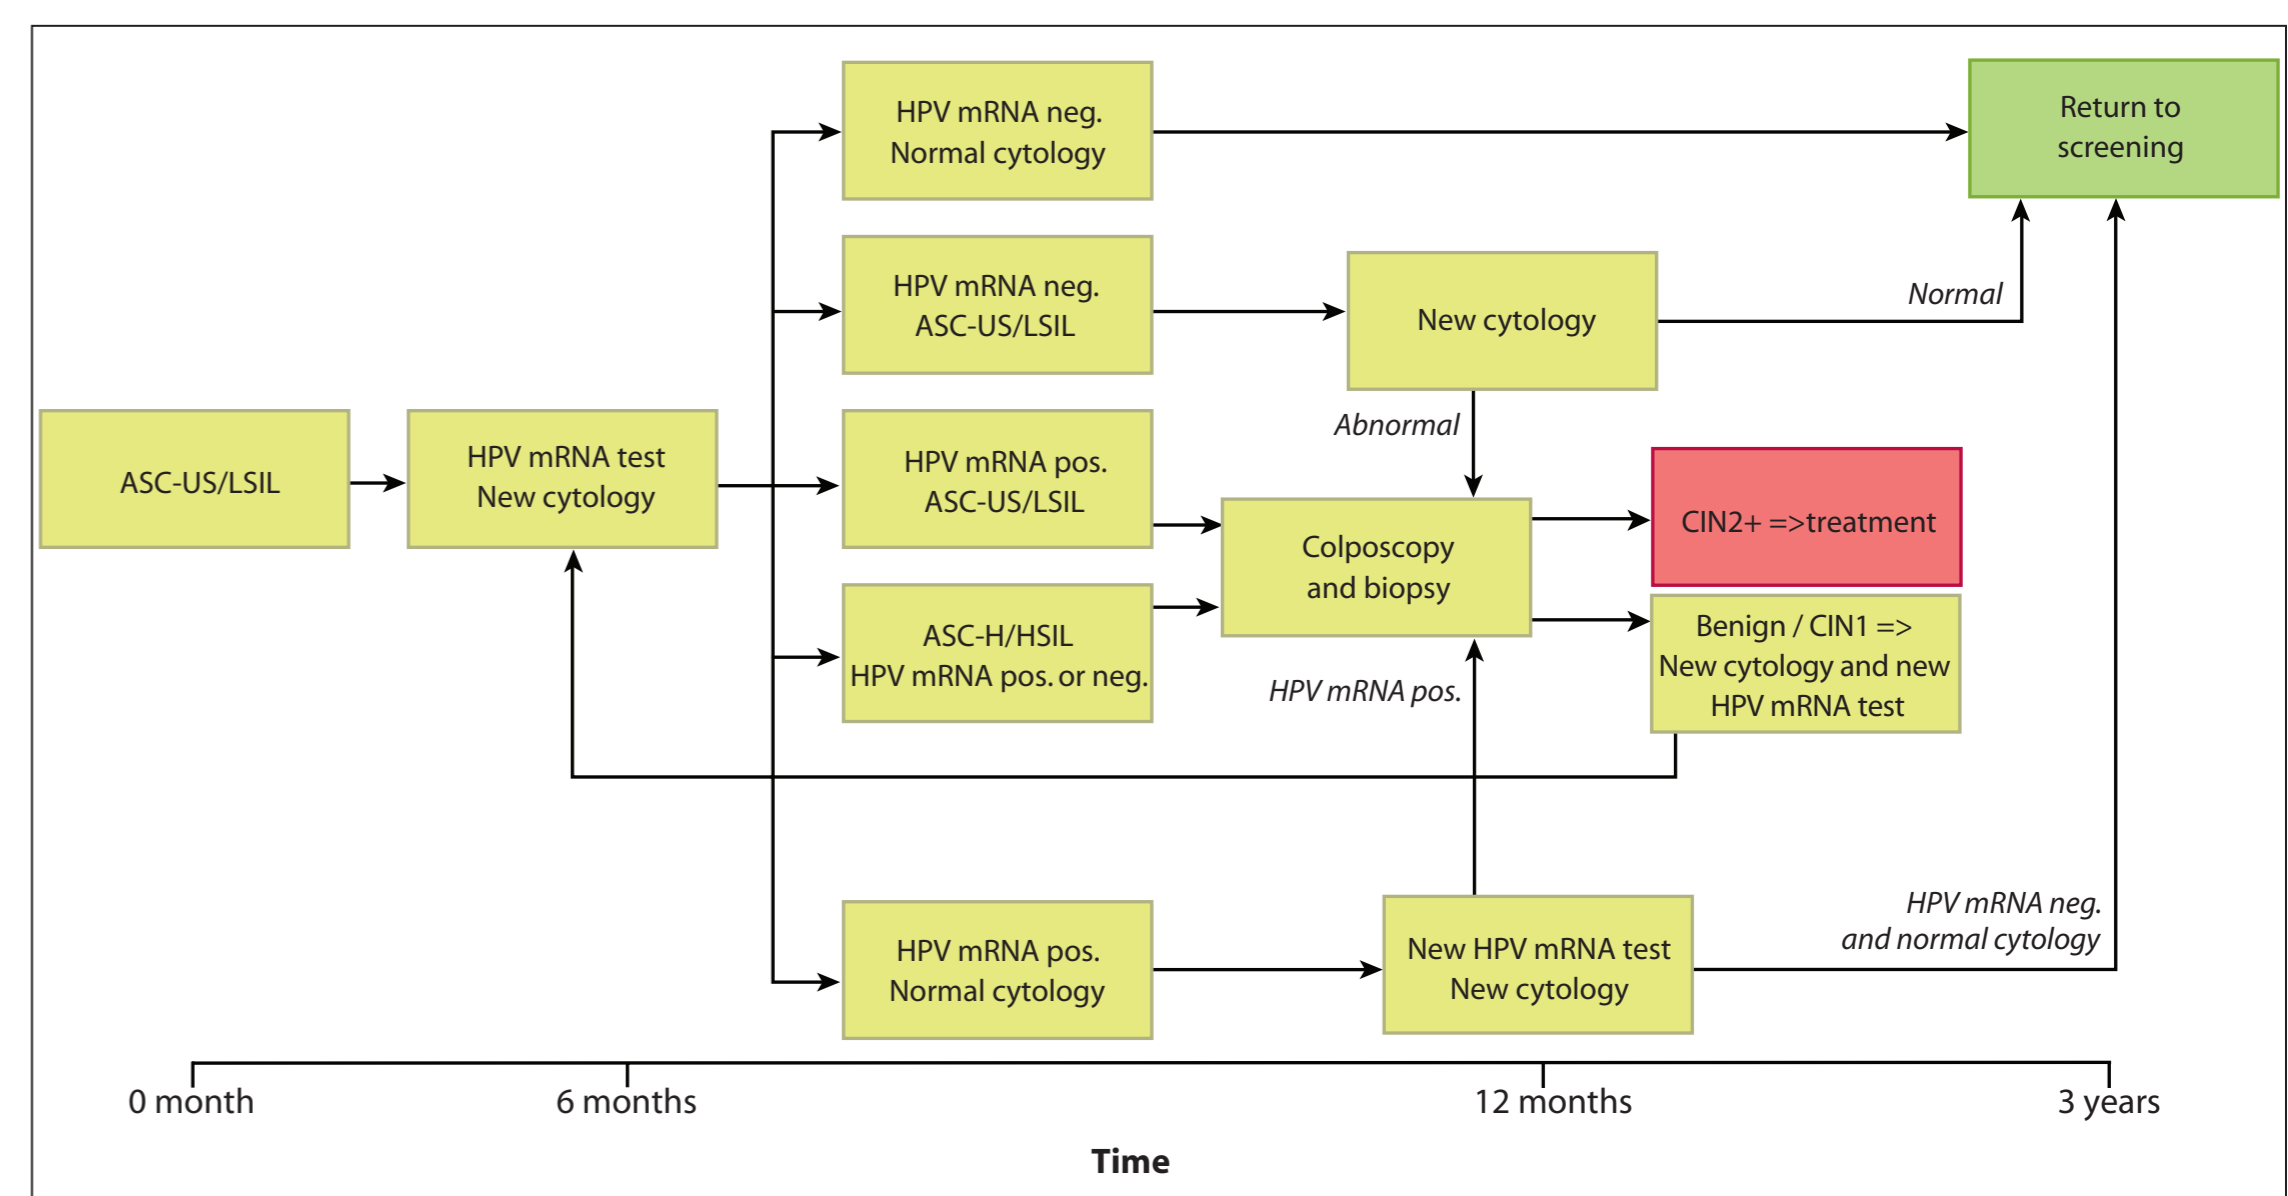 HPV mRNA neg.
Normal cytology
Return to
screening
HPV mRNA neg.
ASC-US/LSIL
New cytology
Normal
Abnormal
ASC-US/LSIL
HPV mRNA test
New cytology
HPV mRNA pos.
ASC-US/LSIL
Colposcopy
and biopsy
CIN2+ =>treatment
ASC-H/HSIL
HPV mRNA pos. or neg.
Benign / CIN1 =>
New cytology and new
HPV mRNA test
HPV mRNA pos.
HPV mRNA pos.
Normal cytology
New HPV mRNA test
New cytology
HPV mRNA neg.
and normal cytology
0 month
6 months
12 months
3 years
Time